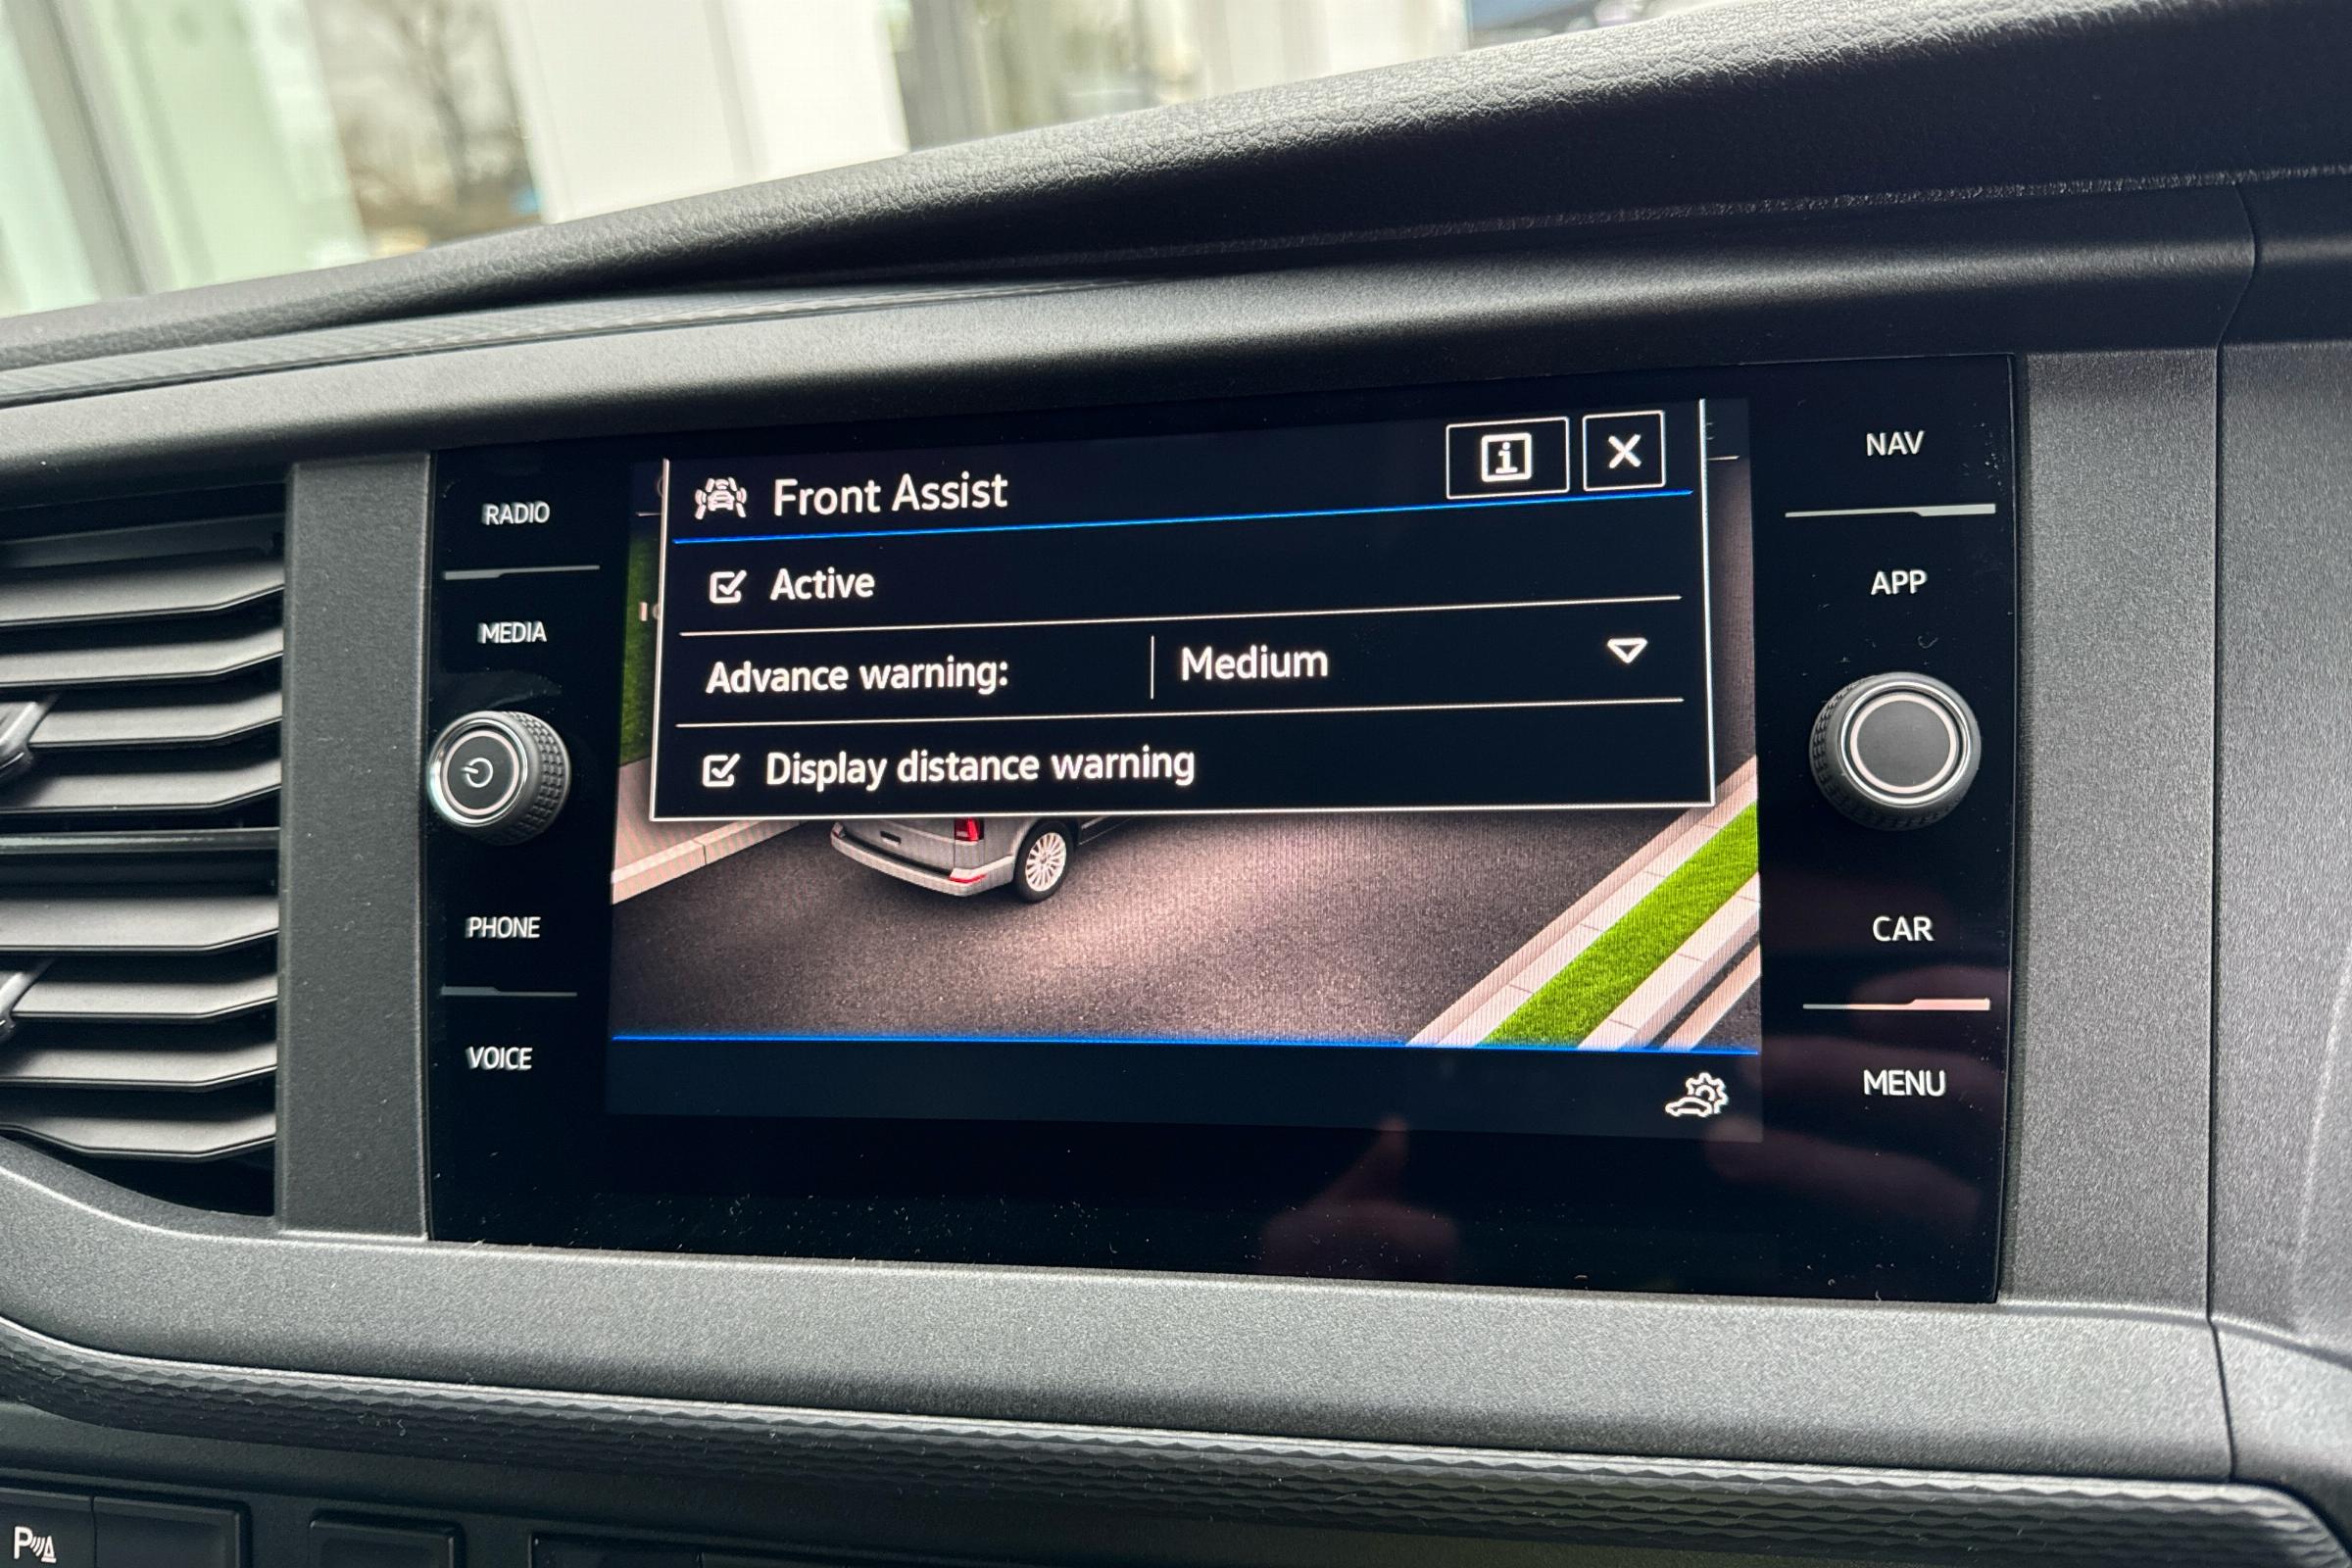 RADIO
MEDIA
PHONE
VOICE
Front Assist
Active
Advance warning: Medium
Display distance warning
NAV
APP
CAR
MENU
P